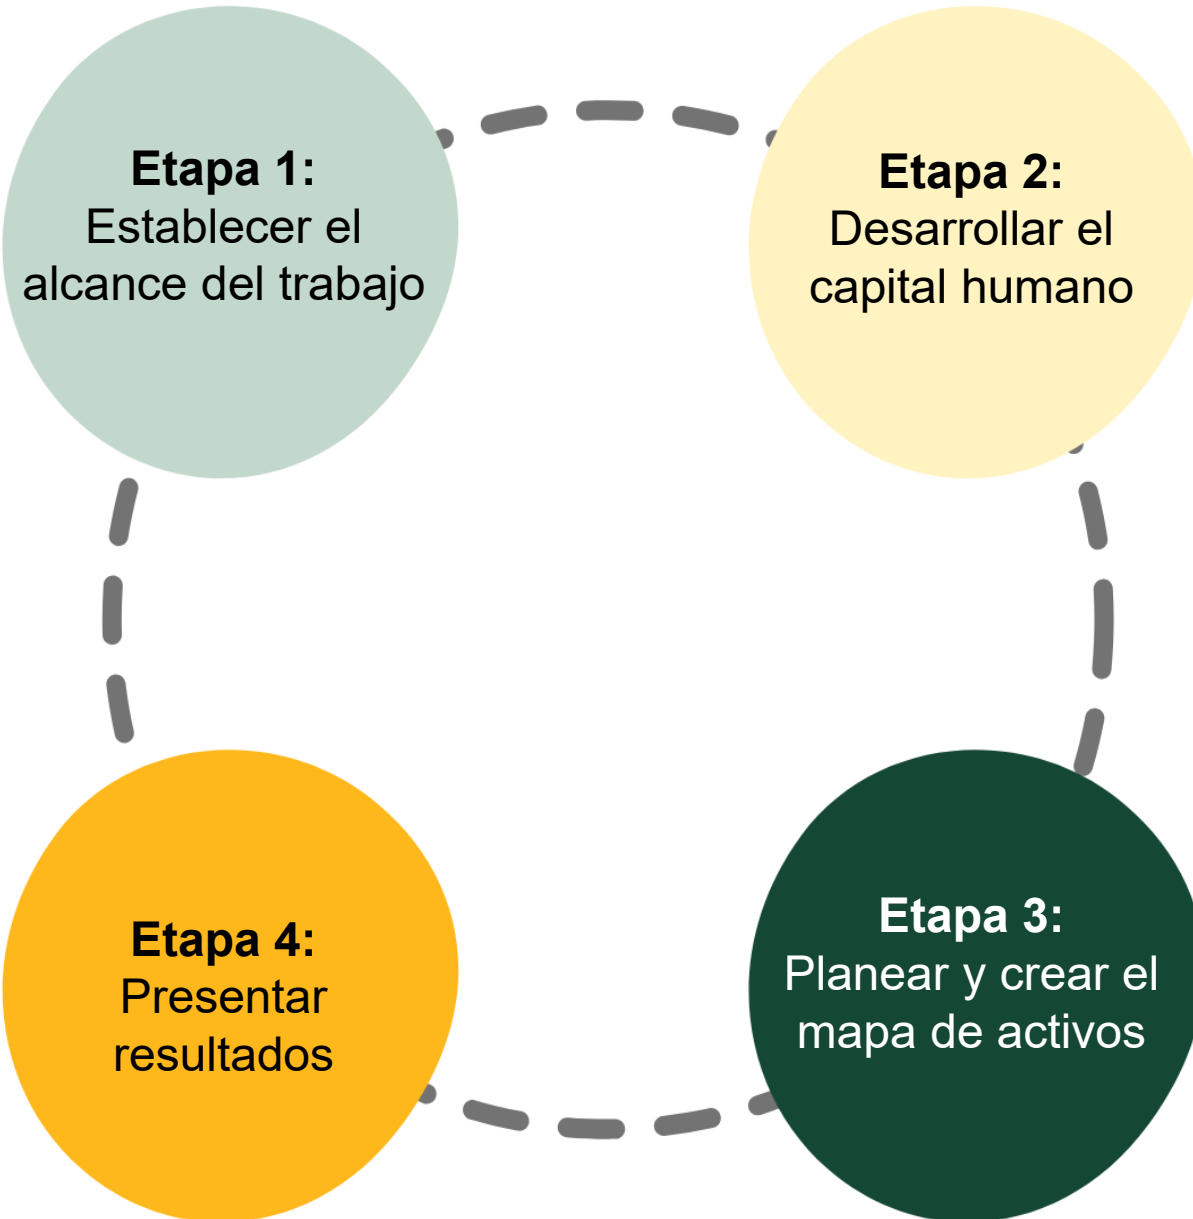 Etapa 1:
Establecer el
alcance del trabajo
Etapa 2:
Desarrollar el
capital humano
Etapa 3:
Planear y crear el
mapa de activos
Etapa 4:
Presentar
resultados